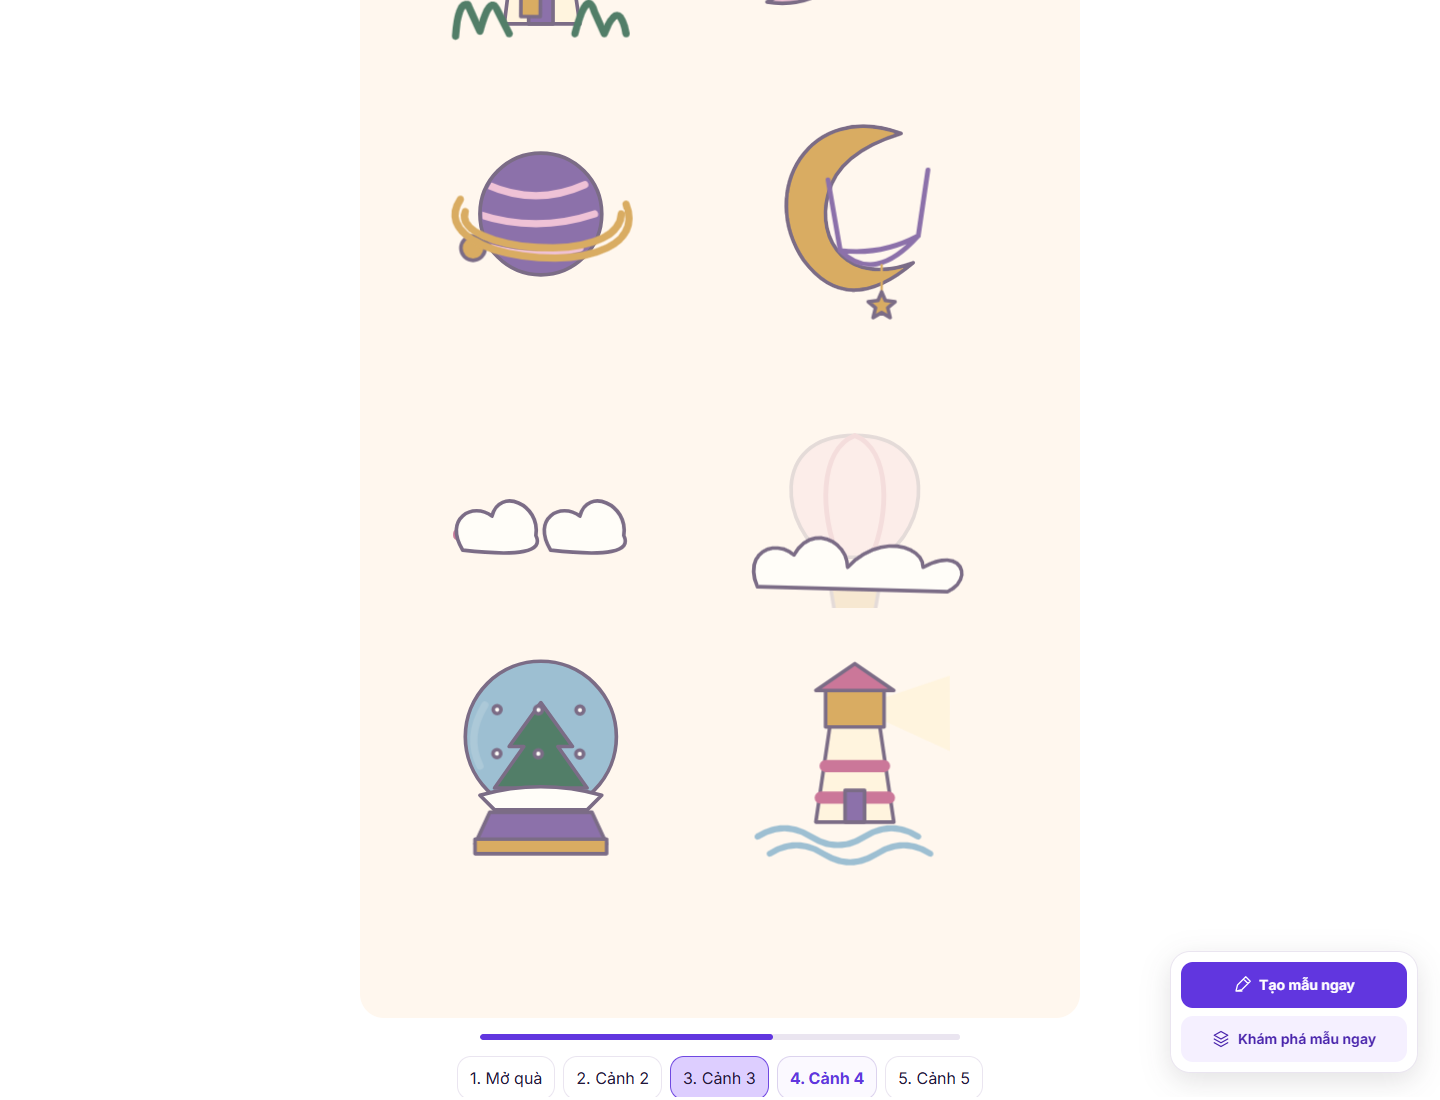 1. Mở quà
2. Cảnh 2
3. Cảnh 3
4. Cảnh 4
5. Cảnh 5
Tạo mẫu ngay
Khám phá mẫu ngay